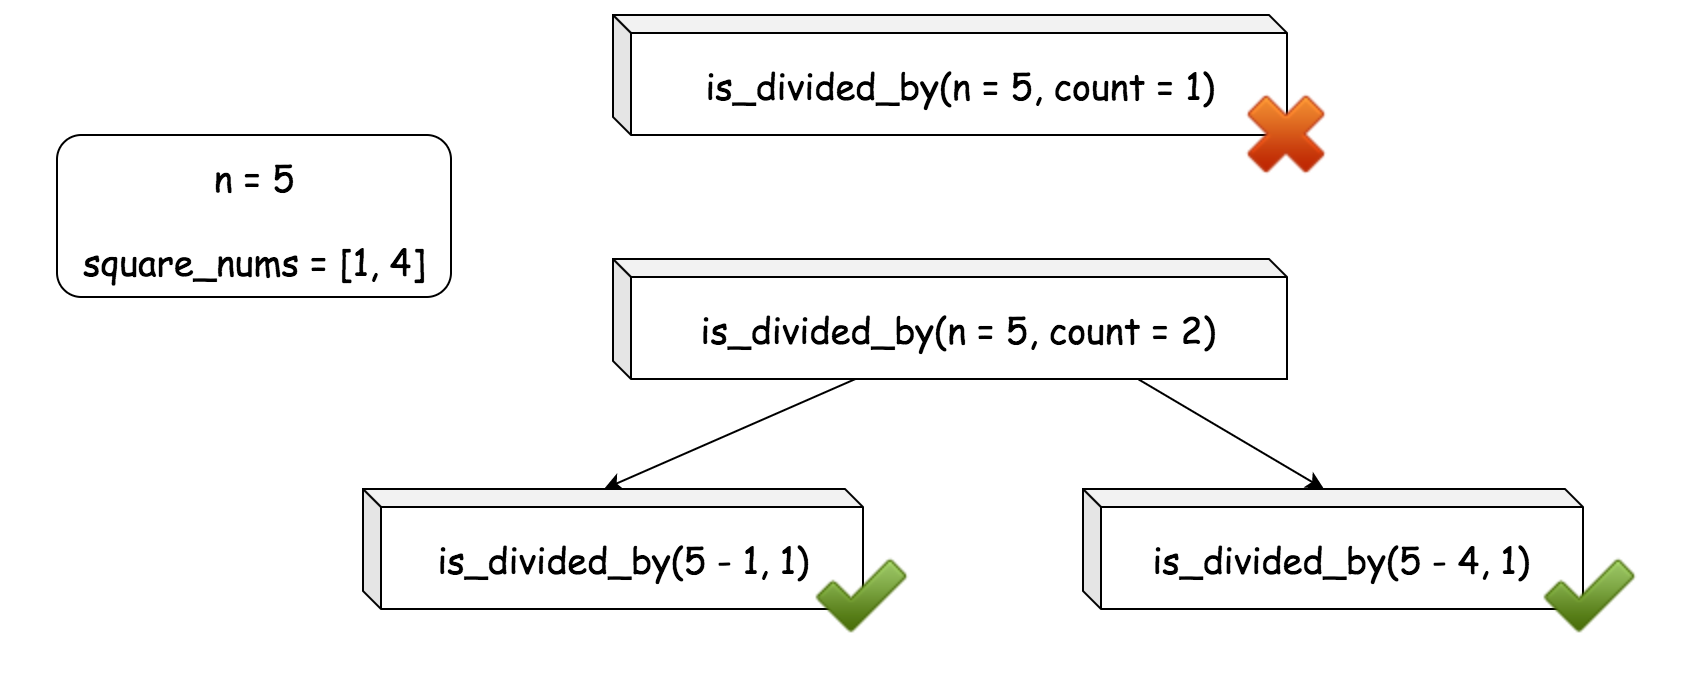 is_divided_by(n = 5, count = 1)
n = 5
square_nums = [1, 4]
is_divided_by(n = 5, count = 2)
is_divided_by(5 - 1, 1)
is_divided_by(5 - 4, 1)